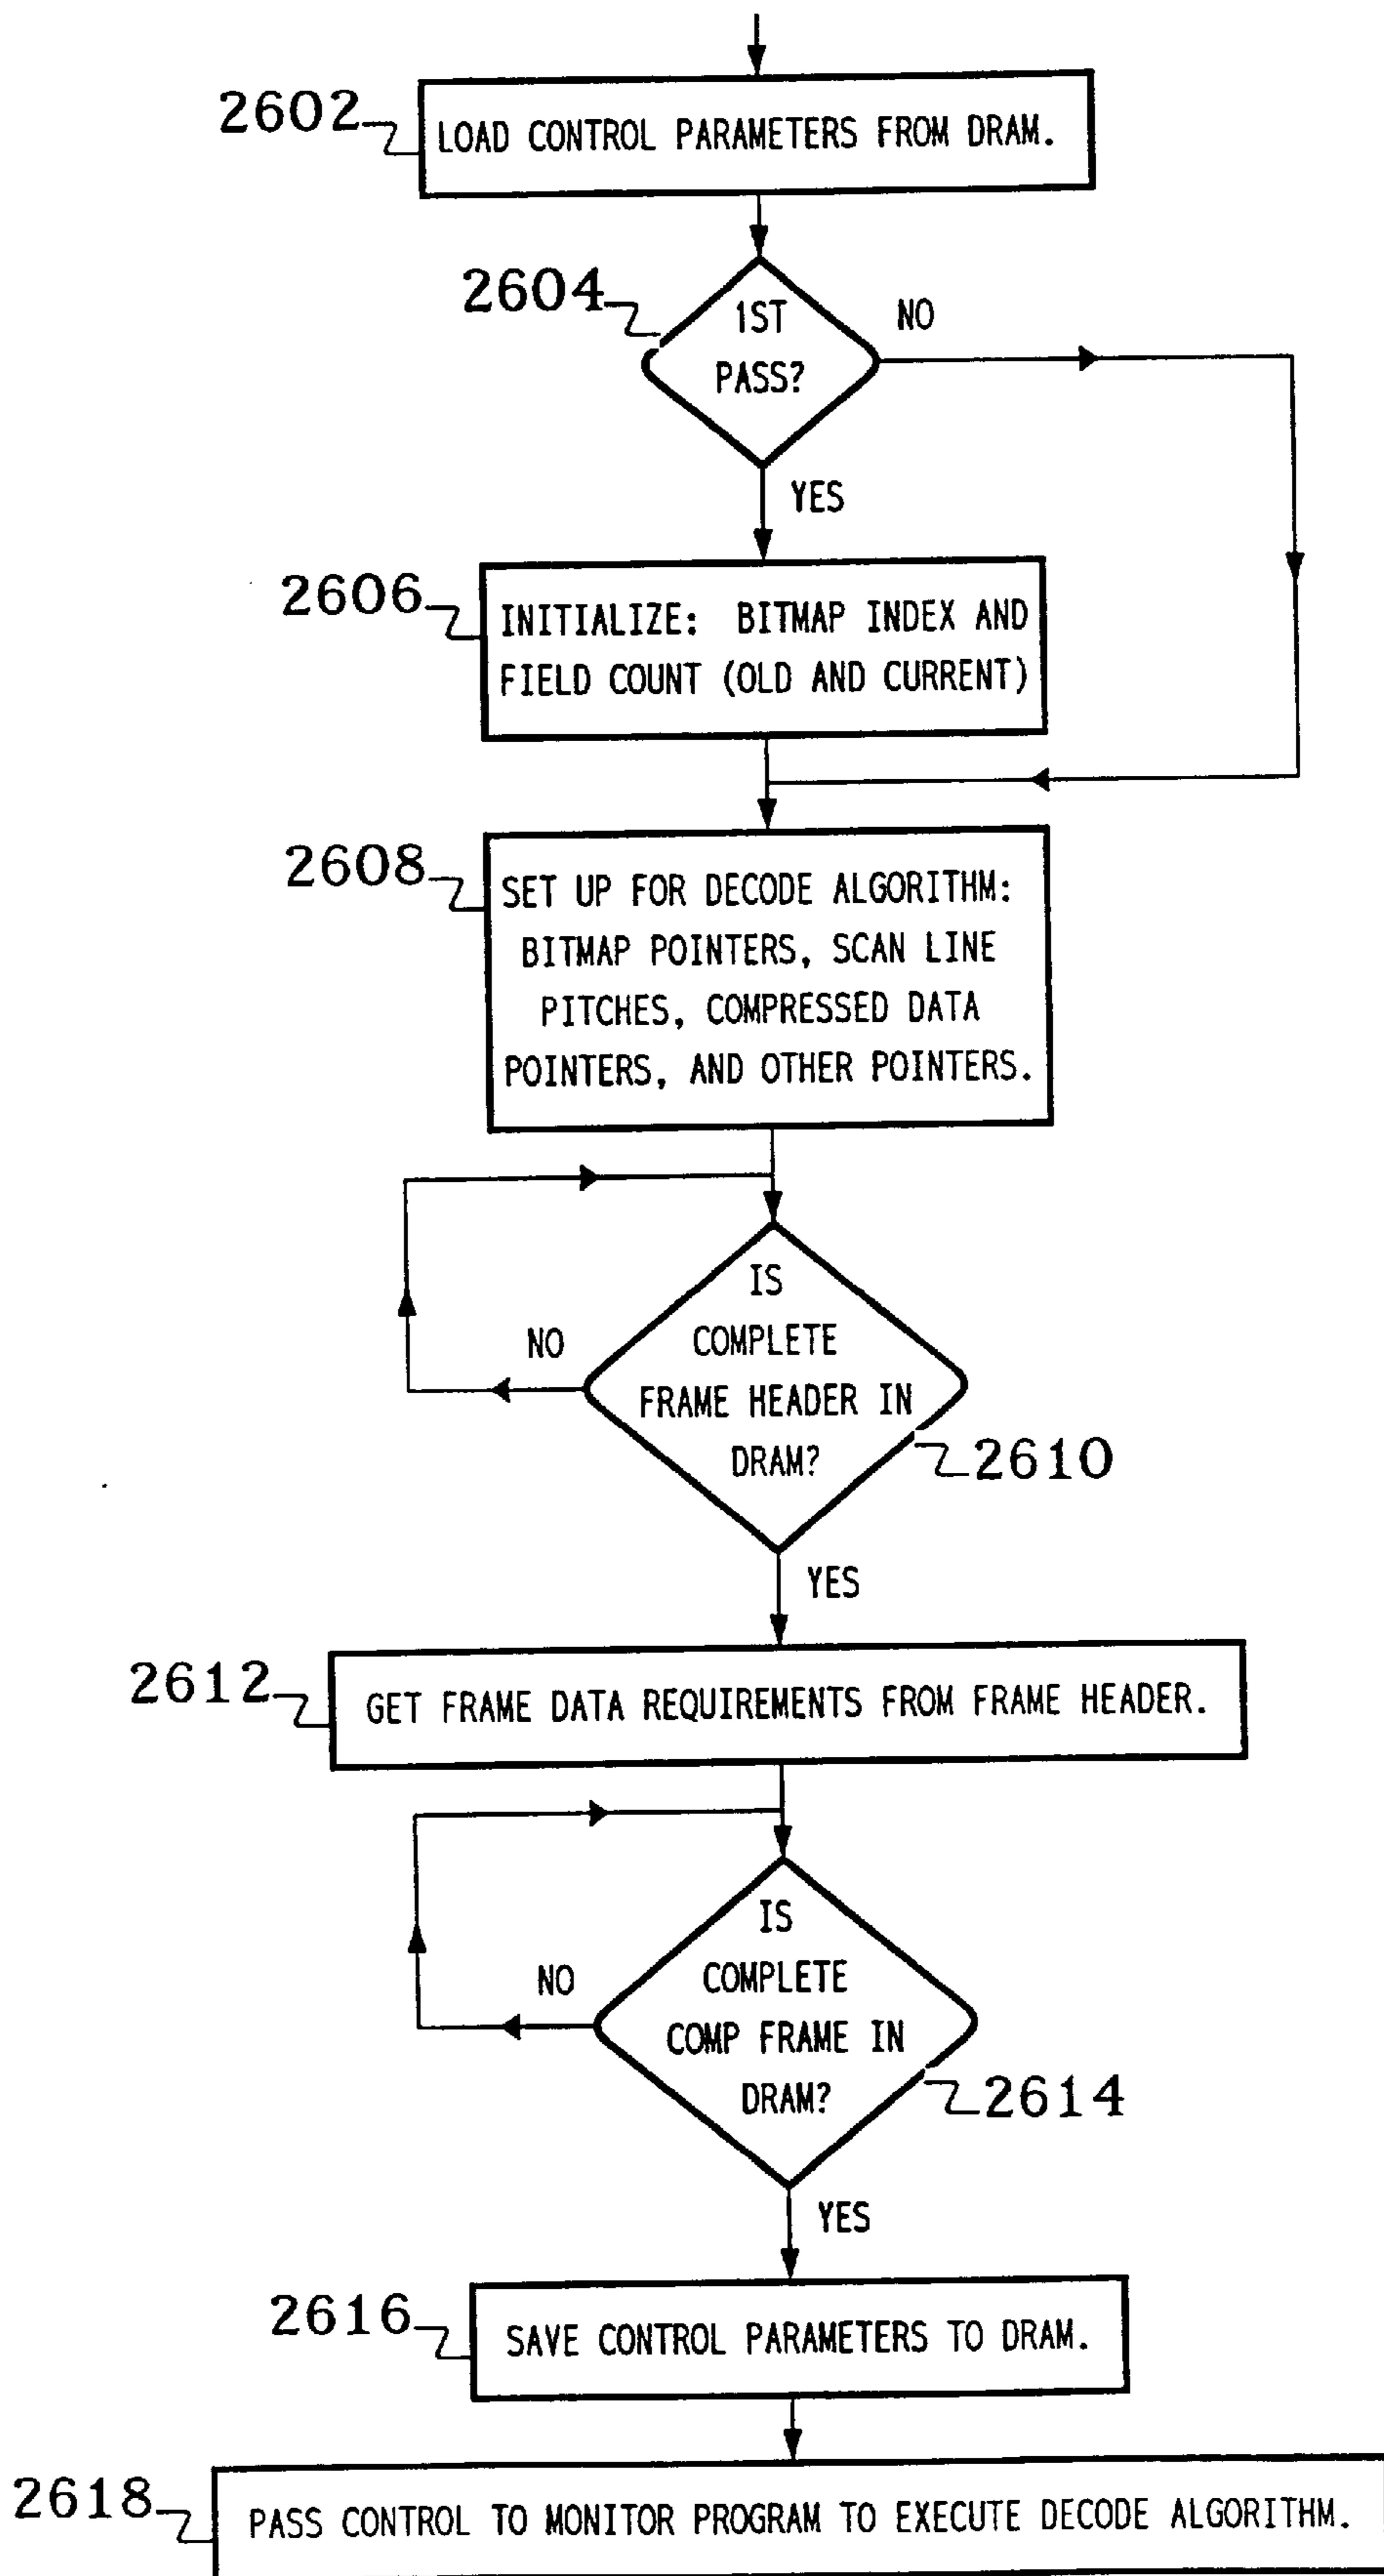 2602
LOAD CONTROL PARAMETERS FROM DRAM.
2604
1ST
PASS?
NO
YES
2606
INITIALIZE: BITMAP INDEX AND
FIELD COUNT (OLD AND CURRENT)
2608
SET UP FOR DECODE ALGORITHM:
BITMAP POINTERS, SCAN LINE
PITCHES, COMPRESSED DATA
POINTERS, AND OTHER POINTERS.
IS
COMPLETE
FRAME HEADER IN
DRAM?
NO
2610
YES
2612
GET FRAME DATA REQUIREMENTS FROM FRAME HEADER.
IS
COMPLETE
COMP FRAME IN
DRAM?
NO
2614
YES
2616
SAVE CONTROL PARAMETERS TO DRAM.
2618
PASS CONTROL TO MONITOR PROGRAM TO EXECUTE DECODE ALGORITHM.